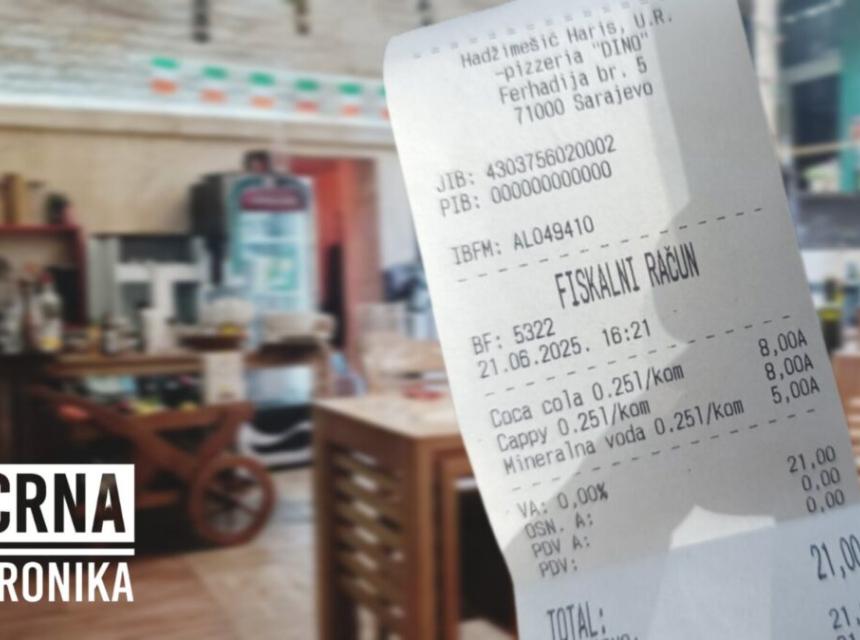 Hadžimešić Haris, U.R.
-pizzeria "DINO"
Ferhadija br. 5
71000 Sarajevo
JIB: 4303756020002
PIB: 000000000000
IBFM: AL049410
FISKALNI RAČUN
BF: 5322
21.06.2025. 16:21
Coca cola 0.25l/kom 8,00A
Cappy 0.25l/kom 8,00A
Mineralna voda 0.25l/kom 5,00A
VA: 0,00%
OSN. A: 21,00
PDV A: 0,00
PDV: 0,00
TOTAL: 21,00
21,
CRNA
RONIKA